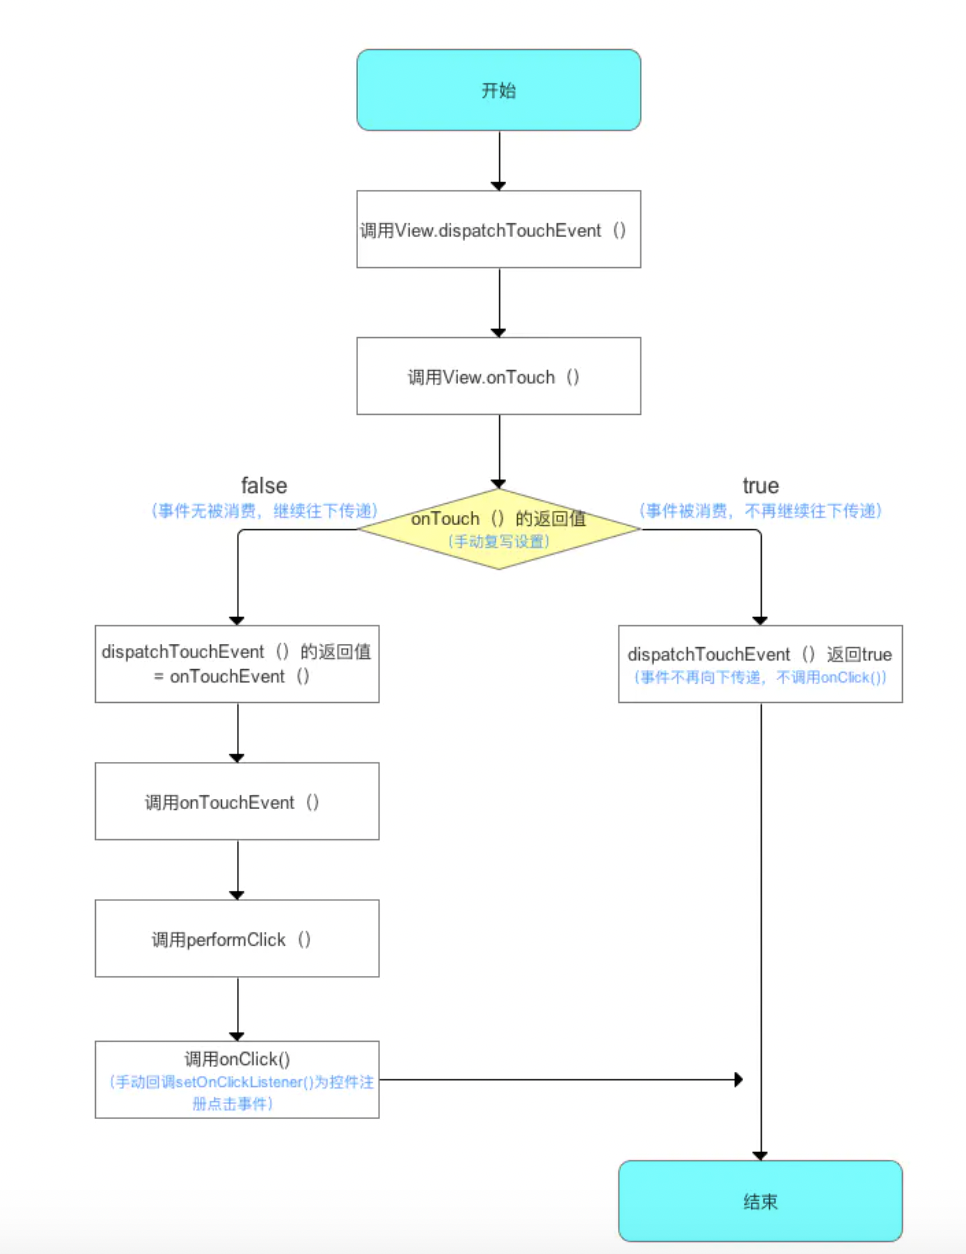 开始
调用View.dispatchTouchEvent（）
调用View.onTouch（）
false
（事件无被消费，继续往下传递）
true
（事件被消费，不再继续往下传递）
onTouch（）的返回值
（手动复写设置）
dispatchTouchEvent（）的返回值
= onTouchEvent（）
dispatchTouchEvent（）返回true
（事件不再向下传递，不调用onClick()）
调用onTouchEvent（）
调用performClick（）
调用onClick()
（手动回调setOnClickListener()为控件注
册点击事件）
结束